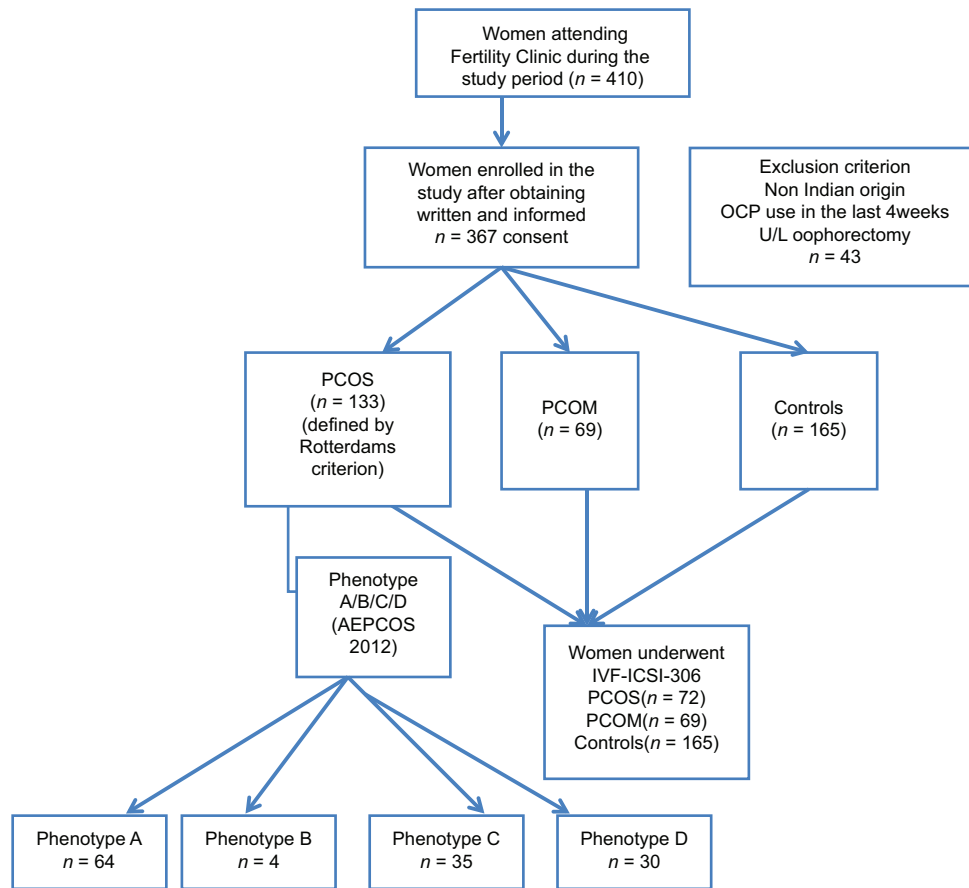 Women attending
Fertility Clinic during the
study period (n = 410)
Women enrolled in the
study after obtaining
written and informed
n = 367 consent
Exclusion criterion
Non Indian origin
OCP use in the last 4weeks
U/L oophorectomy
n = 43
PCOS
(n = 133)
(defined by
Rotterdams
criterion)
PCOM
(n = 69)
Controls
(n = 165)
Phenotype
A/B/C/D
(AEPCOS
2012)
Women underwent
IVF-ICSI-306
PCOS(n = 72)
PCOM(n = 69)
Controls(n = 165)
Phenotype A
n = 64
Phenotype B
n = 4
Phenotype C
n = 35
Phenotype D
n = 30